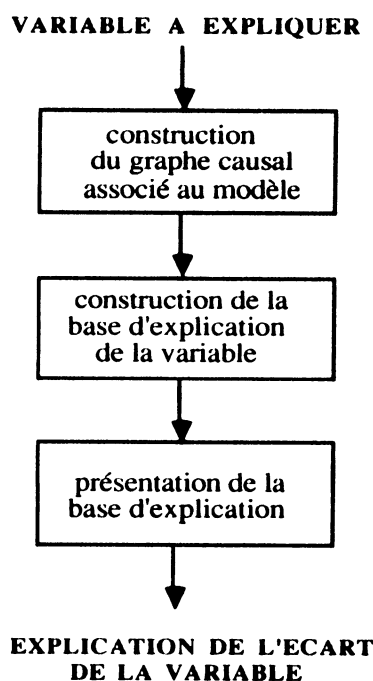 VARIABLE A EXPLIQUER
construction
du graphe causal
associé au modèle
construction de la
base d'explication
de la variable
présentation de la
base d'explication
EXPLICATION DE L'ECART
DE LA VARIABLE